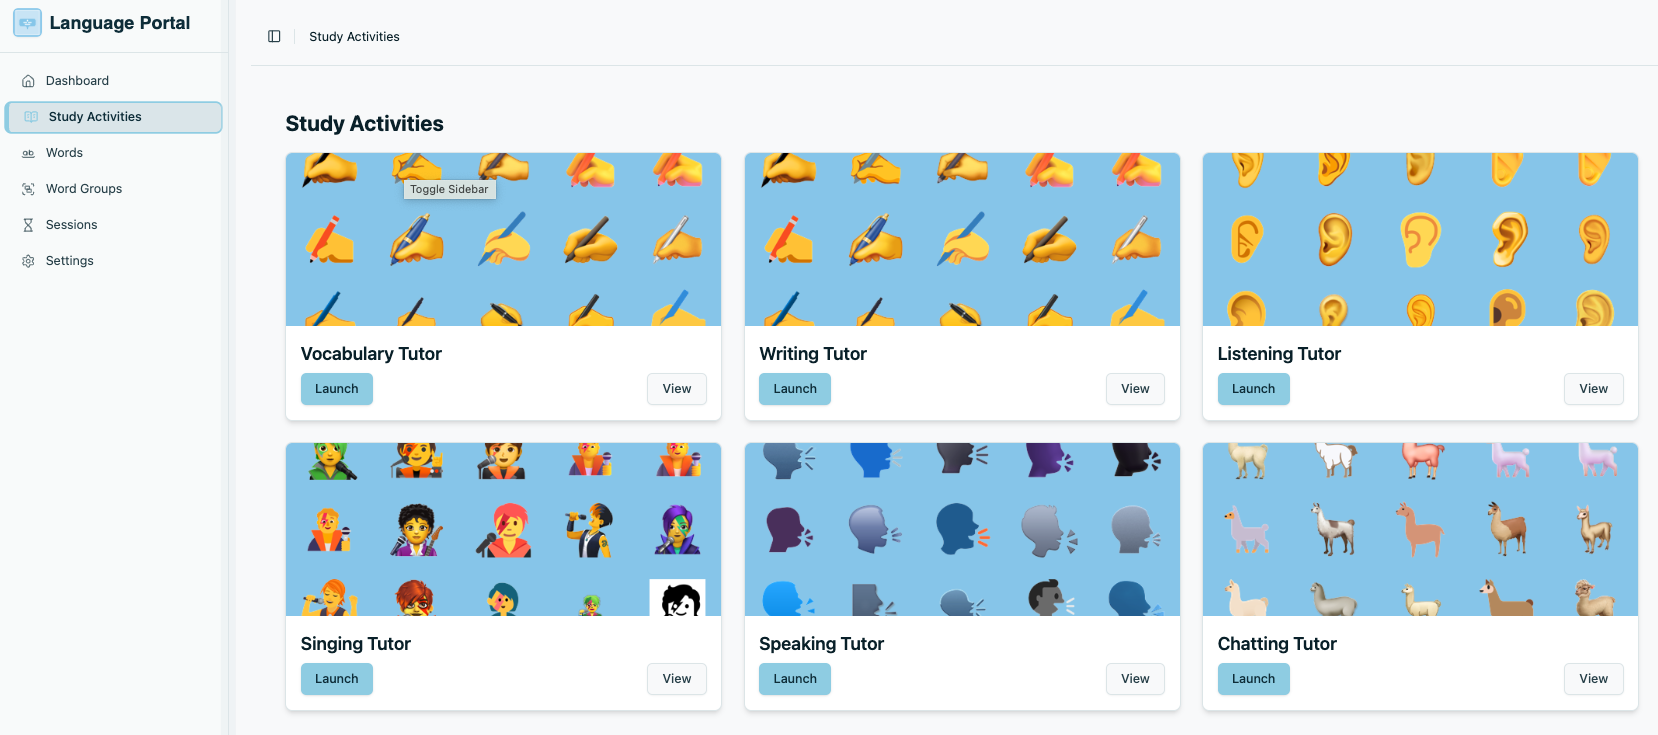 Language Portal
Dashboard
Study Activities
Words
Word Groups
Sessions
Settings
Study Activities
Study Activities
Toggle Sidebar
Vocabulary Tutor
Launch
View
Writing Tutor
Launch
View
Listening Tutor
Launch
View
Singing Tutor
Launch
View
Speaking Tutor
Launch
View
Chatting Tutor
Launch
View